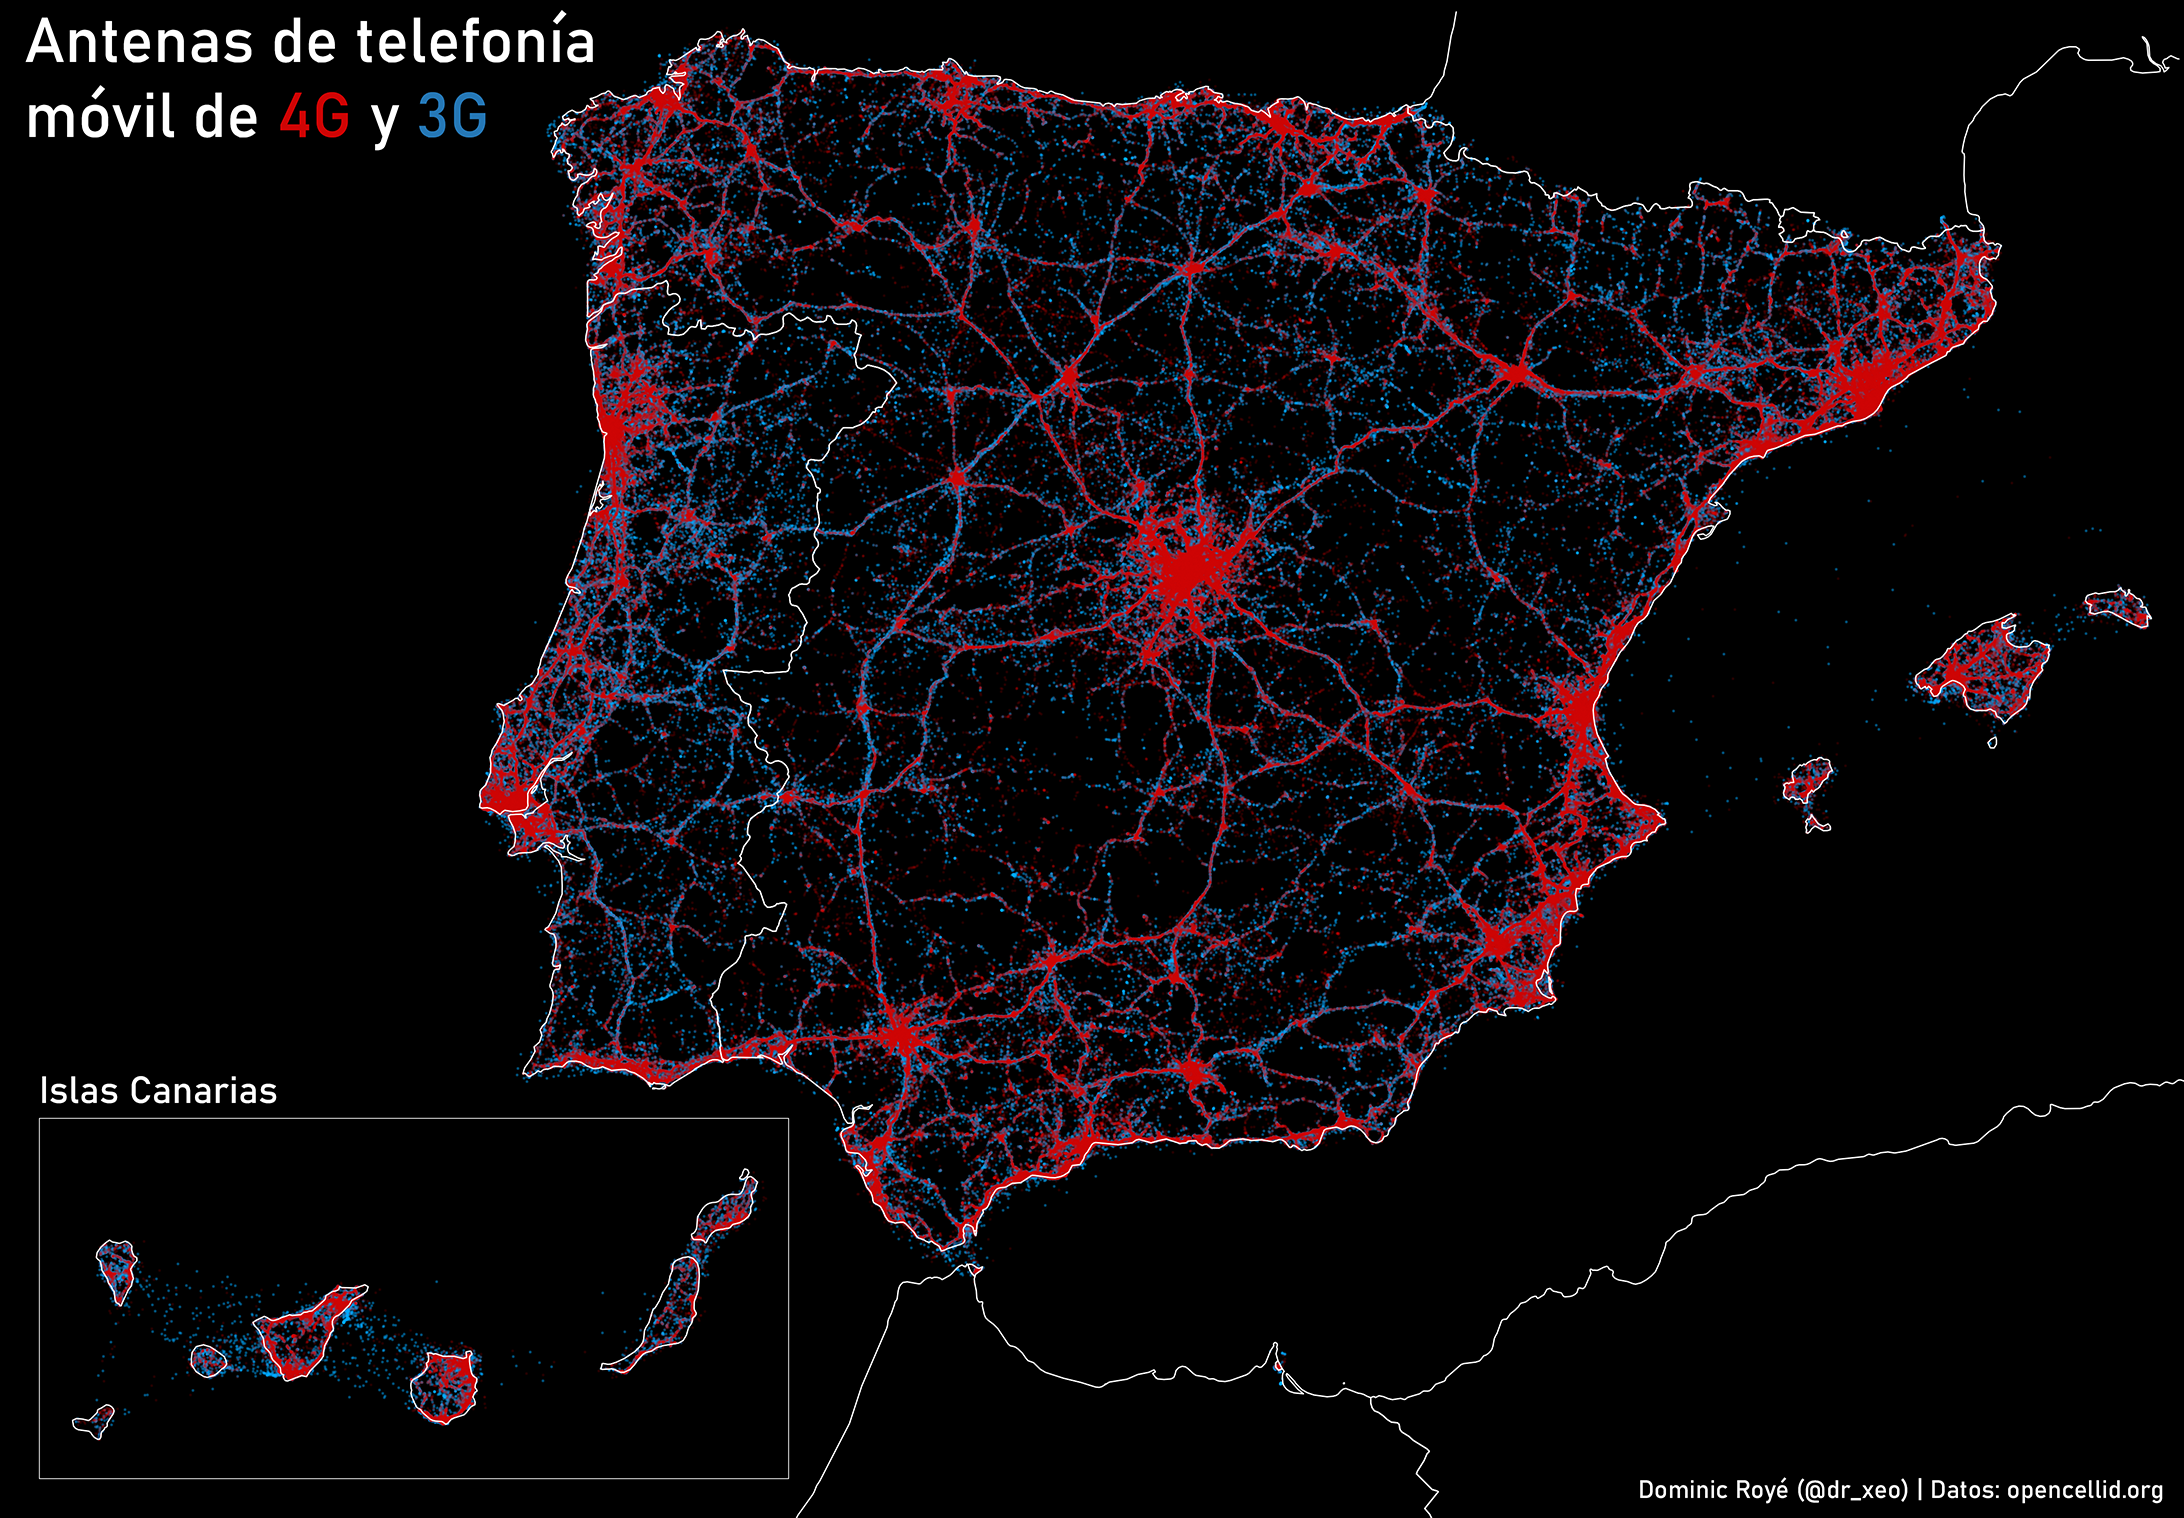 Antenas de telefonía
móvil de 4G y 3G
Islas Canarias
Dominic Royé (@dr_xeo) | Datos: opencellid.org